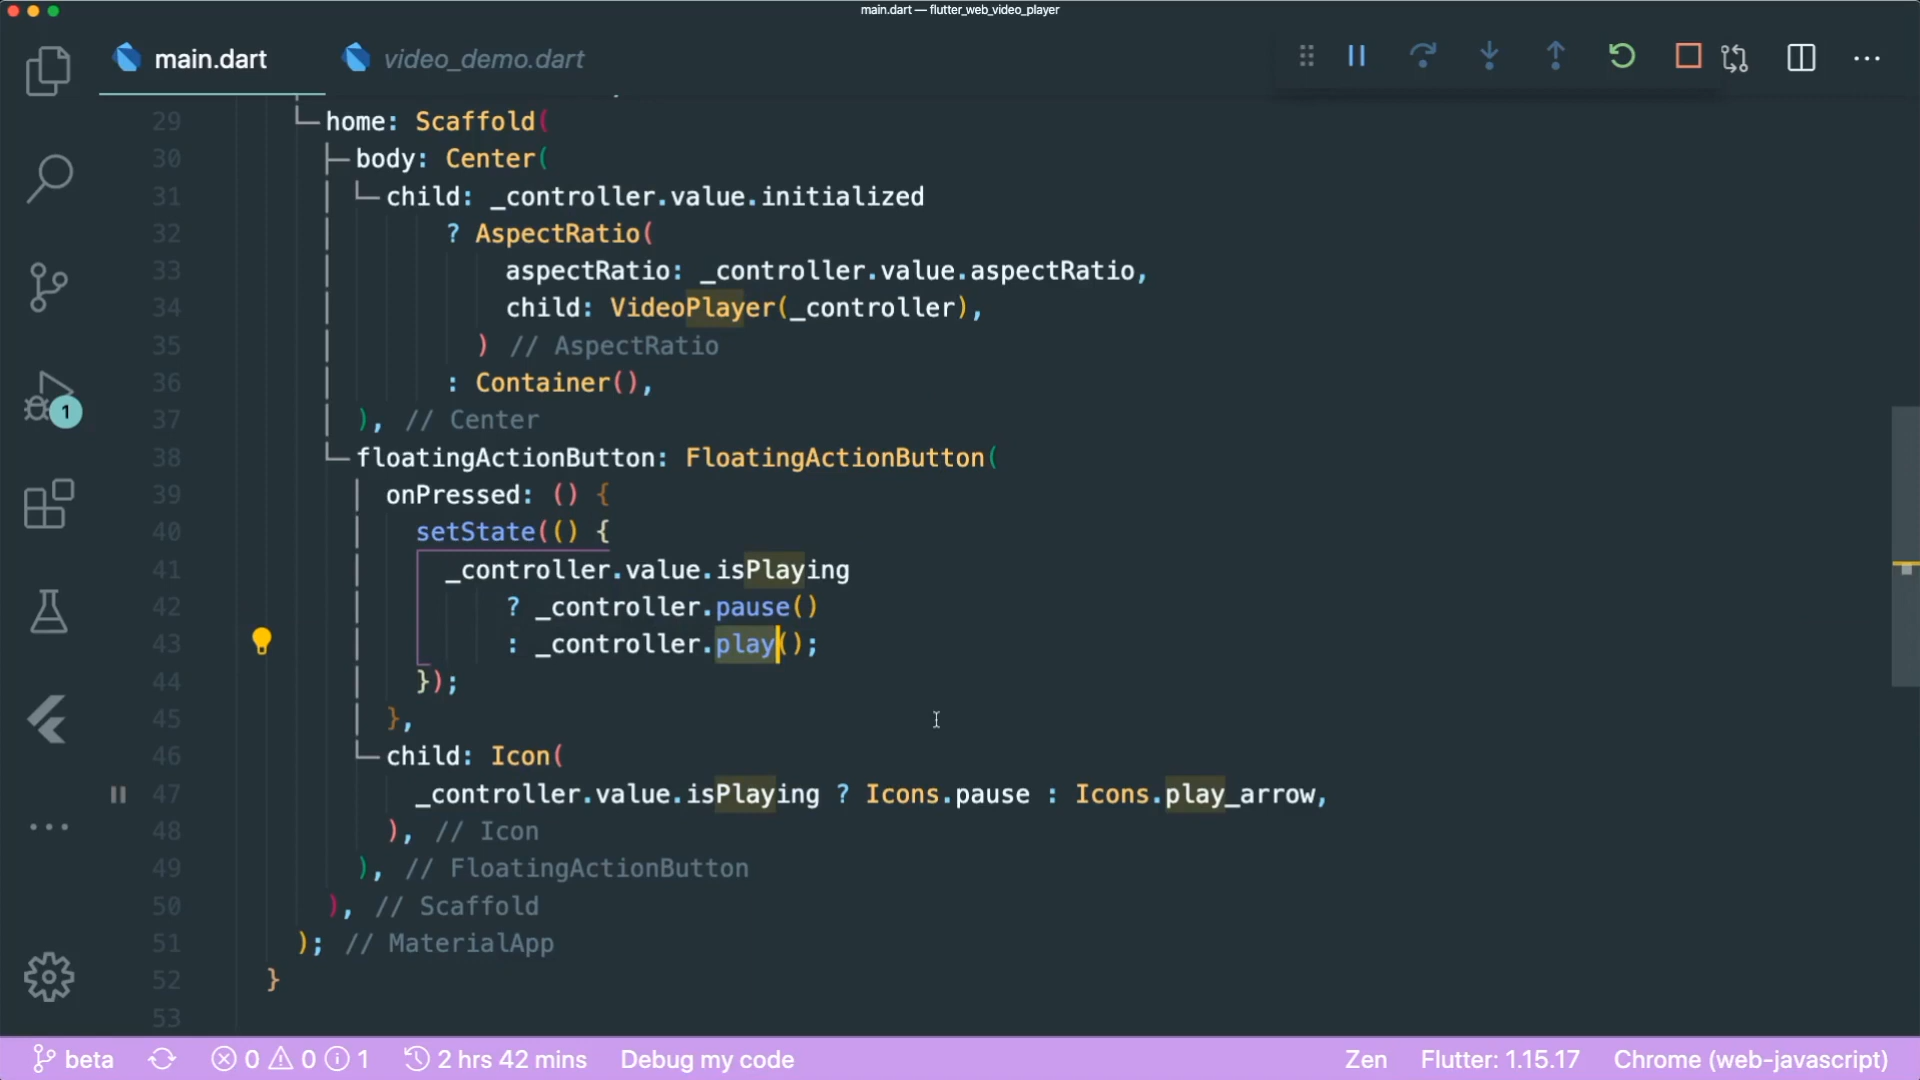 main.dart — flutter_web_video_player
main.dart video_demo.dart
29 home: Scaffold(
30 body: Center(
31 child: _controller.value.initialized
32 ? AspectRatio(
33 aspectRatio: _controller.value.aspectRatio,
34 child: VideoPlayer(_controller),
35 ) // AspectRatio
36 : Container(),
37 ), // Center
38 floatingActionButton: FloatingActionButton(
39 onPressed: () {
40 setState(() {
41 _controller.value.isPlaying
42 ? _controller.pause()
43 : _controller.play();
44 });
45 },
46 child: Icon(
47 _controller.value.isPlaying ? Icons.pause : Icons.play_arrow,
48 ), // Icon
49 ), // FloatingActionButton
50 ), // Scaffold
51 ); // MaterialApp
52 }
53
1
beta 0 0 1 2 hrs 42 mins Debug my code Zen Flutter: 1.15.17 Chrome (web-javascript)